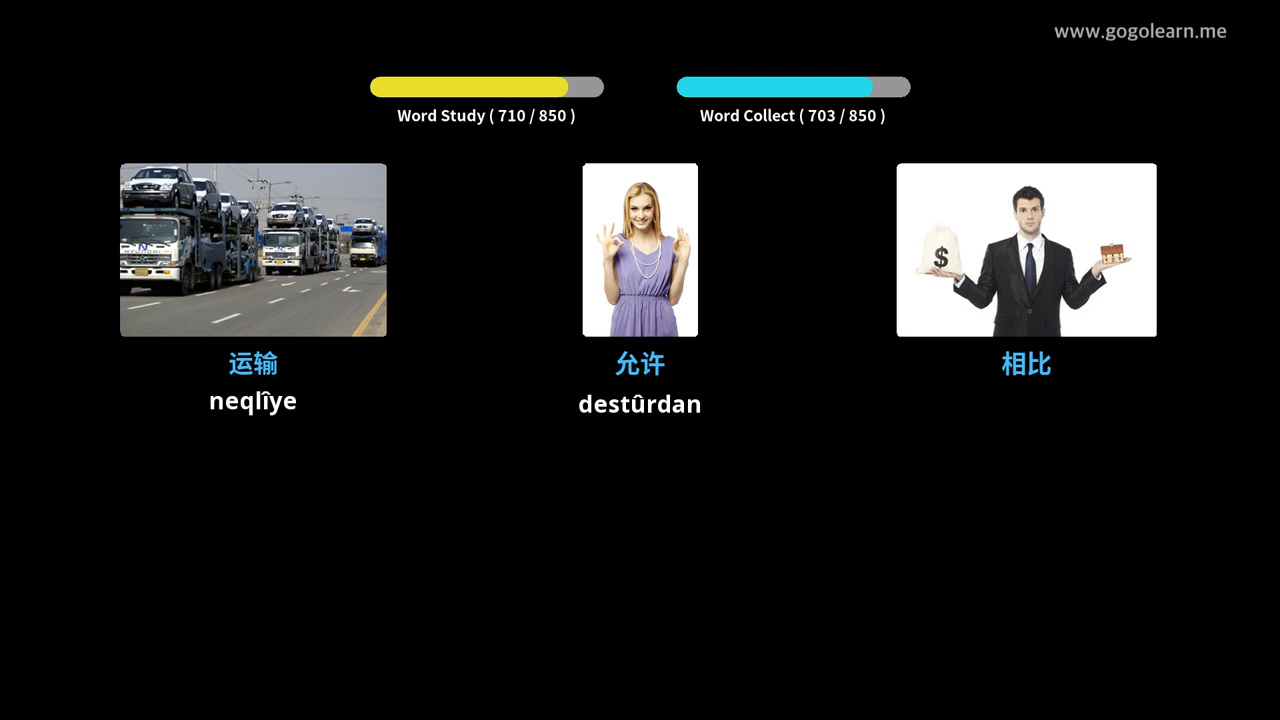 www.gogolearn.me
Word Study ( 710 / 850 )
Word Collect ( 703 / 850 )
$
运输
允许
相比
neqlîye
destûrdan